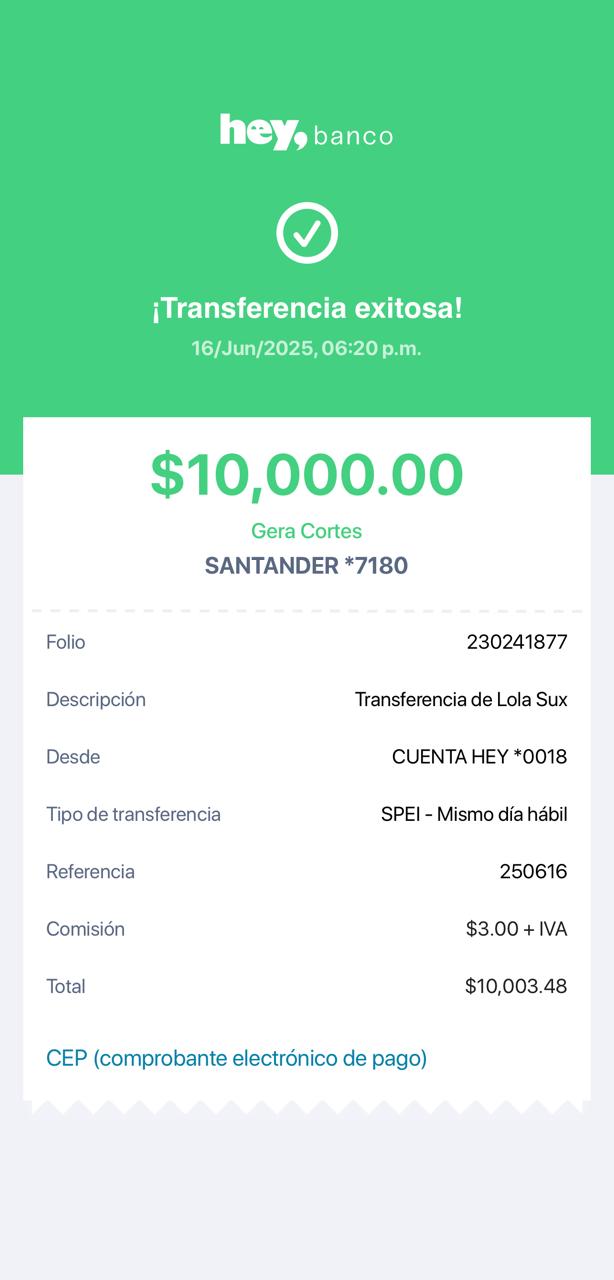 hey, banco
¡Transferencia exitosa!
16/Jun/2025, 06:20 p.m.
$10,000.00
Gera Cortes
SANTANDER *7180
Folio 230241877
Descripción Transferencia de Lola Sux
Desde CUENTA HEY *0018
Tipo de transferencia SPEI - Mismo día hábil
Referencia 250616
Comisión $3.00 + IVA
Total $10,003.48
CEP (comprobante electrónico de pago)